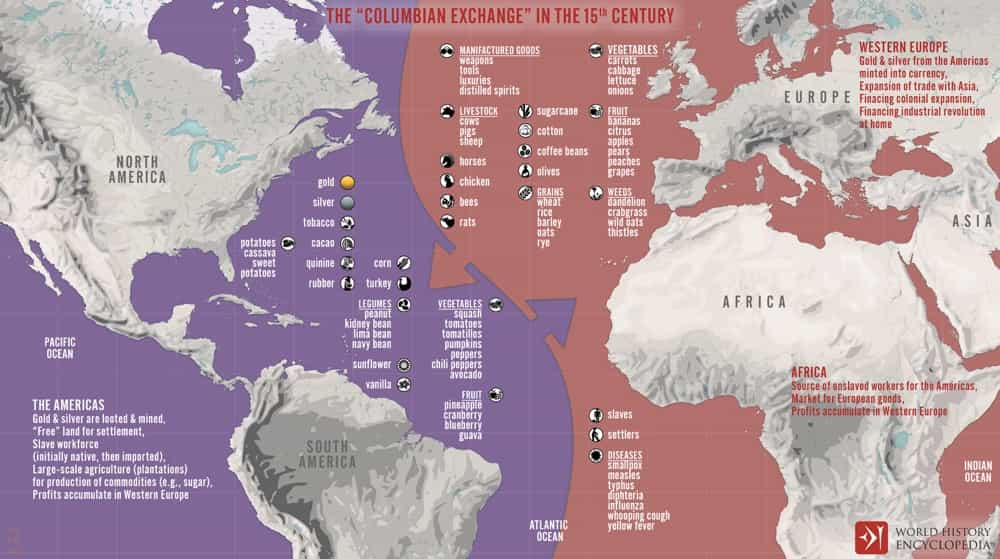 THE "COLUMBIAN EXCHANGE" IN THE 15th CENTURY
MANUFACTURED GOODS
weapons
tools
luxuries
distilled spirits
LIVESTOCK
cows
pigs
sheep
horses
chicken
bees
rats
sugarcane
cotton
coffee beans
olives
GRAINS
wheat
rice
barley
oats
rye
VEGETABLES
carrots
cabbage
lettuce
onions
FRUIT
bananas
citrus
apples
pears
peaches
grapes
WEEDS
dandelion
crabgrass
wild oats
thistles
WESTERN EUROPE
Gold & silver from the Americas
minted into currency,
Expansion of trade with Asia,
Finacing colonial expansion,
Financing industrial revolution
at home
EUROPE
ASIA
NORTH
AMERICA
gold
silver
tobacco
cacao
quinine
rubber
potatoes
cassava
sweet
potatoes
corn
turkey
LEGUMES
peanut
kidney bean
lima bean
navy bean
sunflower
vanilla
VEGETABLES
squash
tomatoes
tomatillos
pumpkins
peppers
chili peppers
avocado
FRUIT
pineapple
cranberry
blueberry
guava
AFRICA
PACIFIC
OCEAN
AFRICA
Source of enslaved workers for the Americas,
Market for European goods,
Profits accumulate in Western Europe
THE AMERICAS
Gold & silver are looted & mined,
"Free" land for settlement,
Slave workforce
(initially native, then imported),
Large-scale agriculture (plantations)
for production of commodities (e.g., sugar),
Profits accumulate in Western Europe
SOUTH
AMERICA
slaves
settlers
DISEASES
smallpox
measles
typhus
diphteria
influenza
whooping cough
yellow fever
ATLANTIC
OCEAN
INDIAN
OCEAN
WORLD HISTORY
ENCYCLOPEDIA